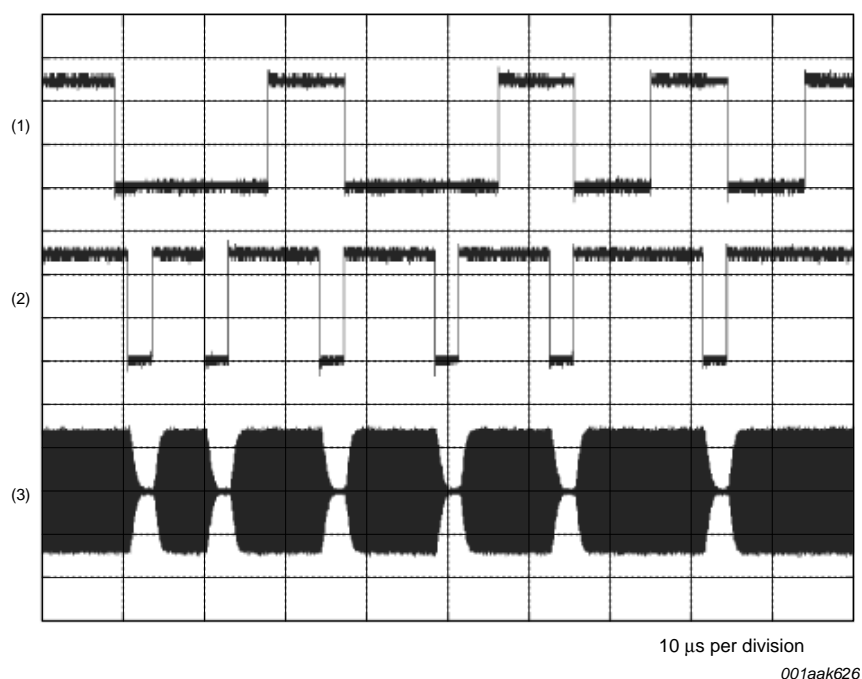 (1)
(2)
(3)
10 μs per division
001aak626